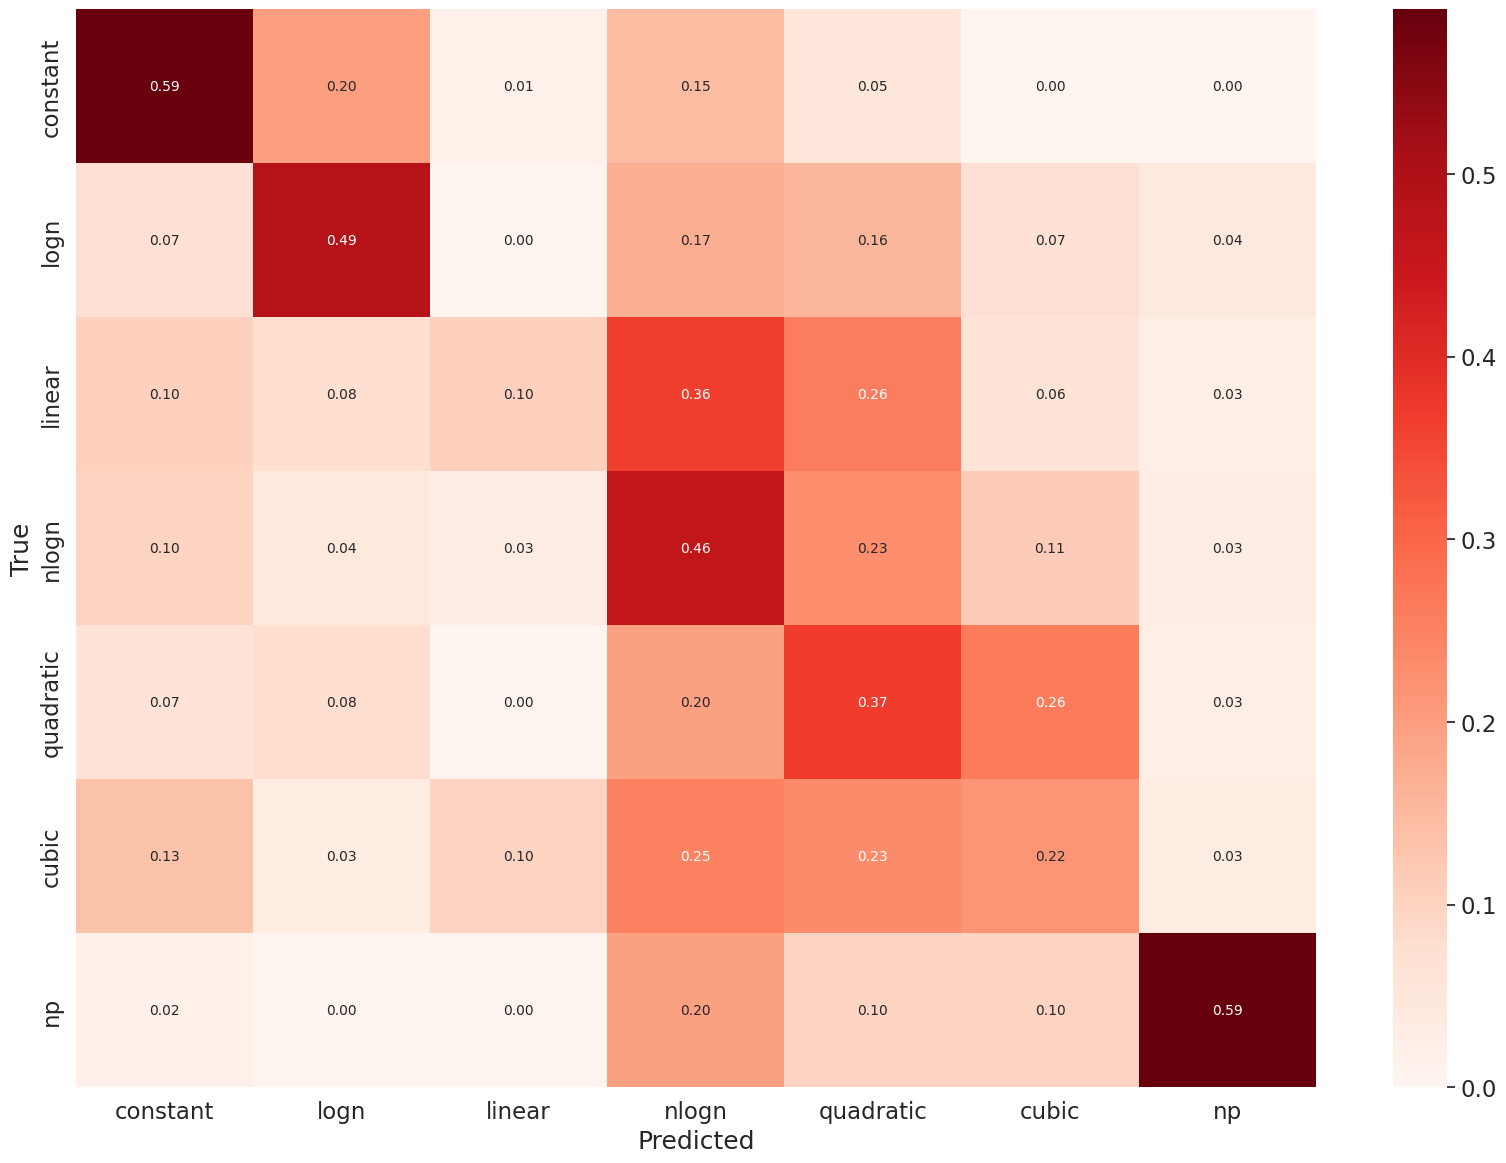 constant 0.59 0.20 0.01 0.15 0.05 0.00 0.00
logn 0.07 0.49 0.00 0.17 0.16 0.07 0.04
linear 0.10 0.08 0.10 0.36 0.26 0.06 0.03
nlogn 0.10 0.04 0.03 0.46 0.23 0.11 0.03
quadratic 0.07 0.08 0.00 0.20 0.37 0.26 0.03
cubic 0.13 0.03 0.10 0.25 0.23 0.22 0.03
np 0.02 0.00 0.00 0.20 0.10 0.10 0.59
True
constant logn linear nlogn quadratic cubic np
Predicted
0.5
0.4
0.3
0.2
0.1
0.0